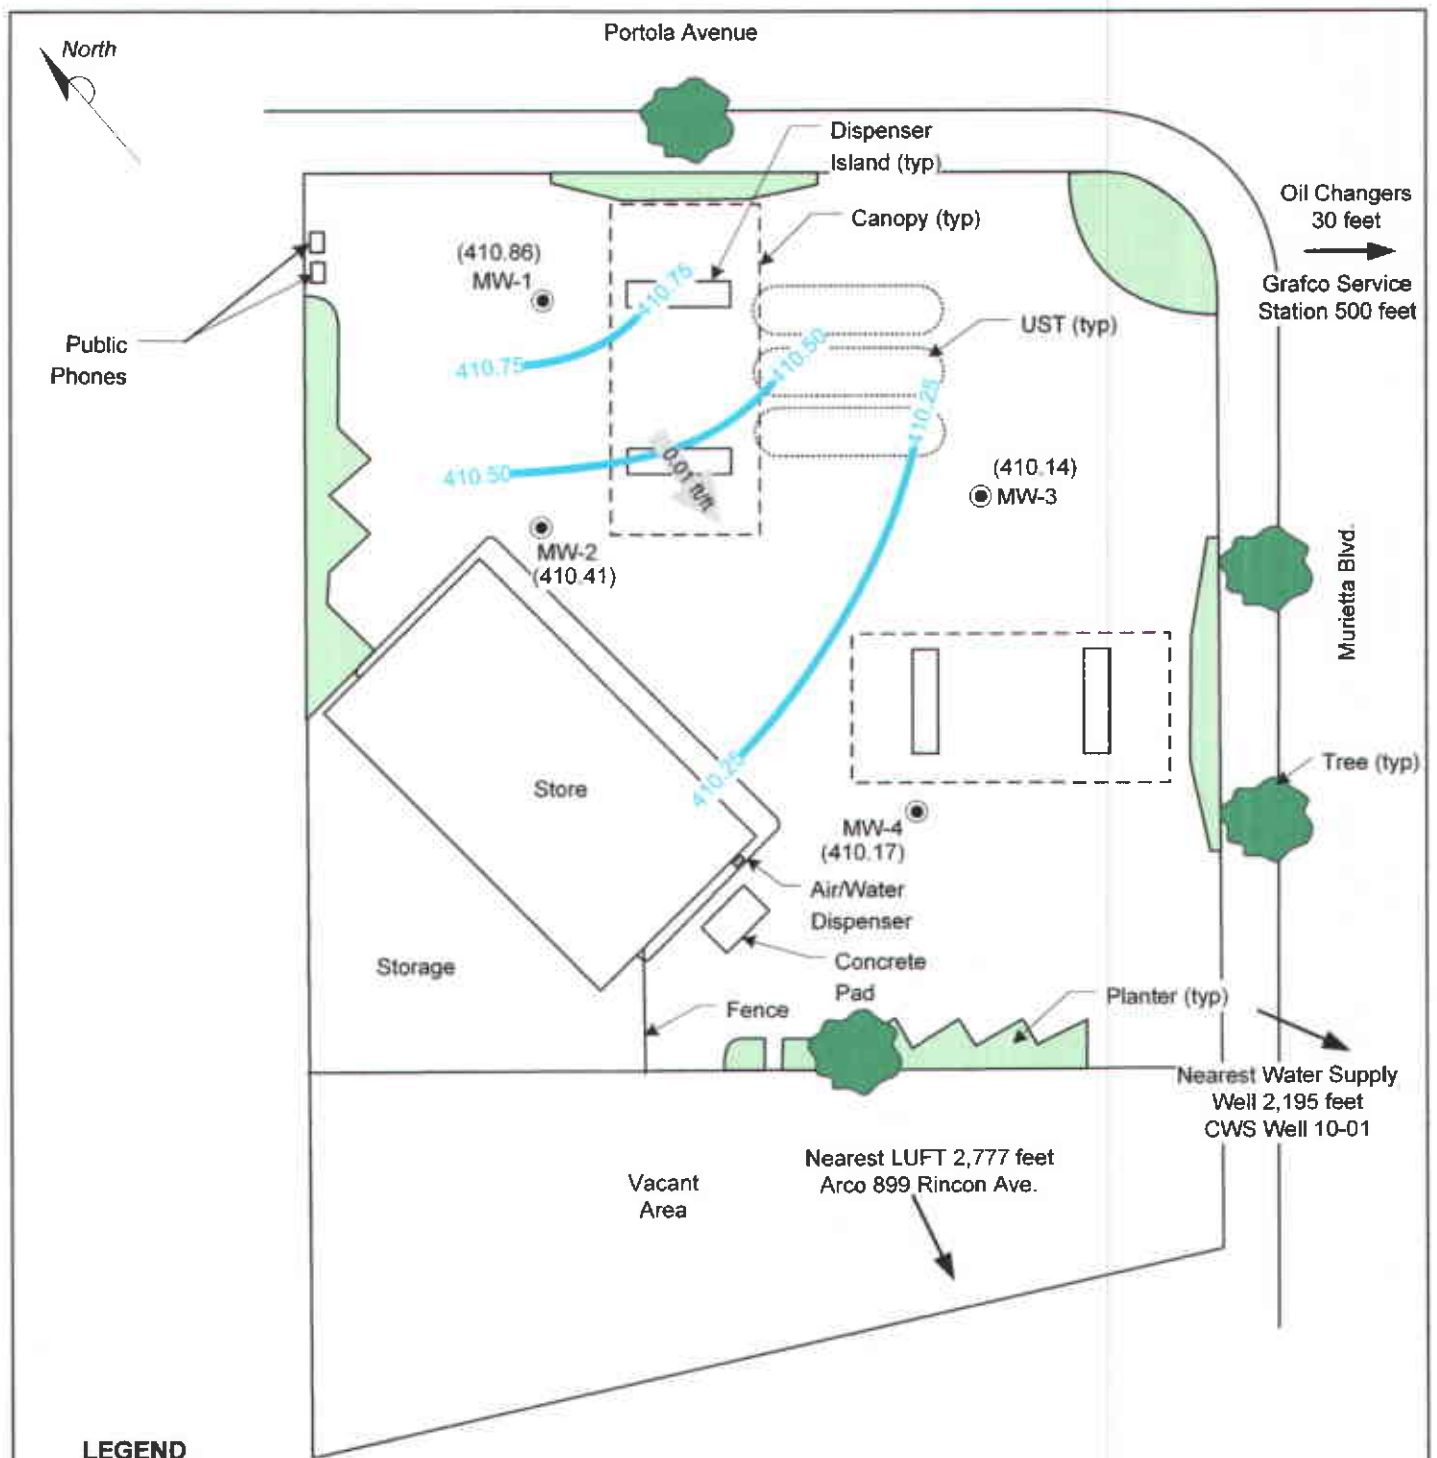 Portola Avenue
North
Dispenser
Island (typ)
Oil Changers
30 feet
Canopy (typ)
(410.86)
MW-1
410.75
Grafco Service
Station 500 feet
UST (typ)
Public
Phones
410.50
410.75
410.25
410.50
0.01 ft/ft
(410.14)
MW-3
MW-2
(410.41)
Murietta Blvd.
Store
410.25
Tree (typ)
MW-4
(410.17)
Air/Water
Dispenser
Storage
Concrete
Pad
Fence
Planter (typ)
Nearest Water Supply
Well 2,195 feet
CWS Well 10-01
Nearest LUFT 2,777 feet
Arco 899 Rincon Ave.
Vacant
Area
LEGEND